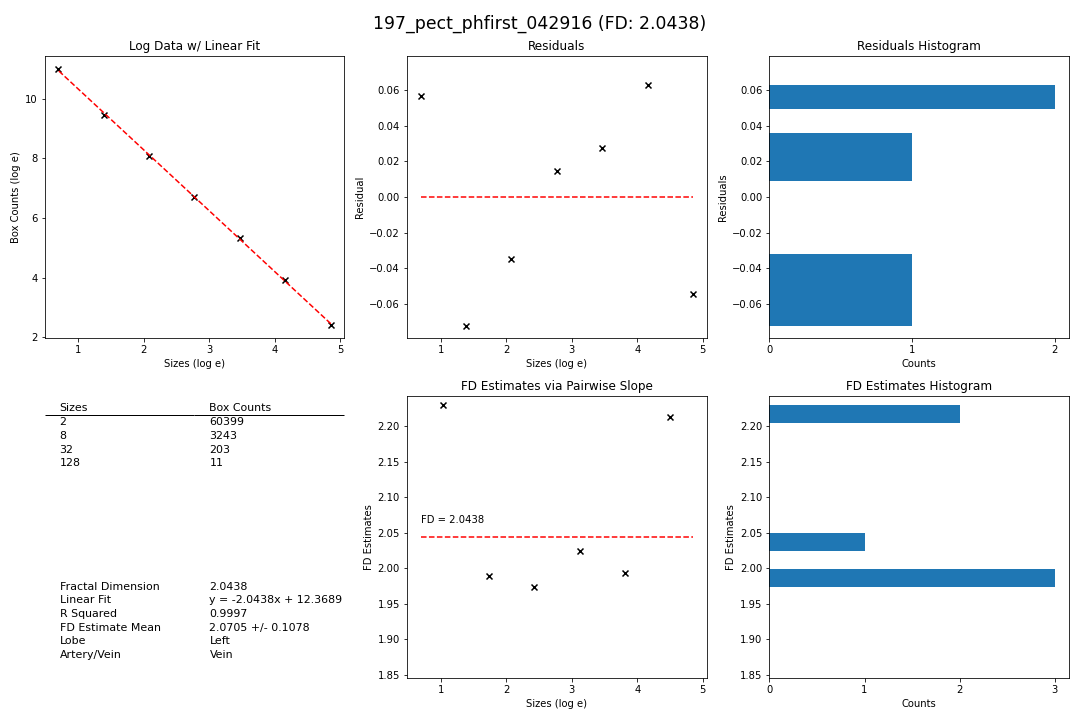 197_pect_phfirst_042916 (FD: 2.0438)
Log Data w/ Linear Fit
Box Counts (log e)
10
8
6
4
2
1 2 3 4 5
Sizes (log e)
Residuals
Residual
0.06
0.04
0.02
0.00
−0.02
−0.04
−0.06
1 2 3 4 5
Sizes (log e)
Residuals Histogram
Residuals
0.06
0.04
0.02
0.00
−0.02
−0.04
−0.06
0 1 2
Counts
Sizes Box Counts
2 60399
8 3243
32 203
128 11
Fractal Dimension 2.0438
Linear Fit y = -2.0438x + 12.3689
R Squared 0.9997
FD Estimate Mean 2.0705 +/- 0.1078
Lobe Left
Artery/Vein Vein
FD Estimates via Pairwise Slope
FD Estimates
2.20
2.15
2.10
2.05
2.00
1.95
1.90
1.85
FD = 2.0438
1 2 3 4 5
Sizes (log e)
FD Estimates Histogram
FD Estimates
2.20
2.15
2.10
2.05
2.00
1.95
1.90
1.85
0 1 2 3
Counts